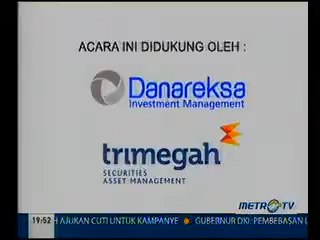 ACARA INI DIDUKUNG OLEH :
Danareksa
Investment Management
trimegah
SECURITIES
ASSET MANAGEMENT
METRO TV
19:52 H AJUKAN CUTI UNTUK KAMPANYE • GUBERNUR DKI: PEMBEBASAN L